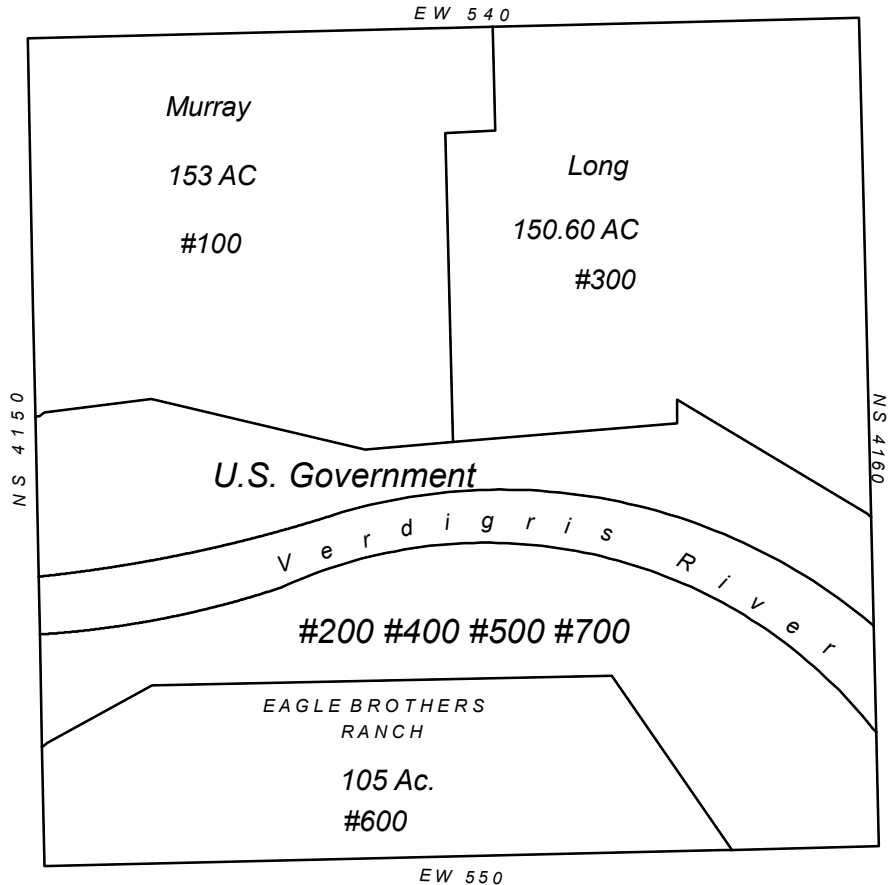 EW 540
Murray
153 AC
#100
Long
150.60 AC
#300
NS 4150
NS 4160
U.S. Government
Verdigris River
#200 #400 #500 #700
EAGLE BROTHERS
RANCH
105 Ac.
#600
EW 550